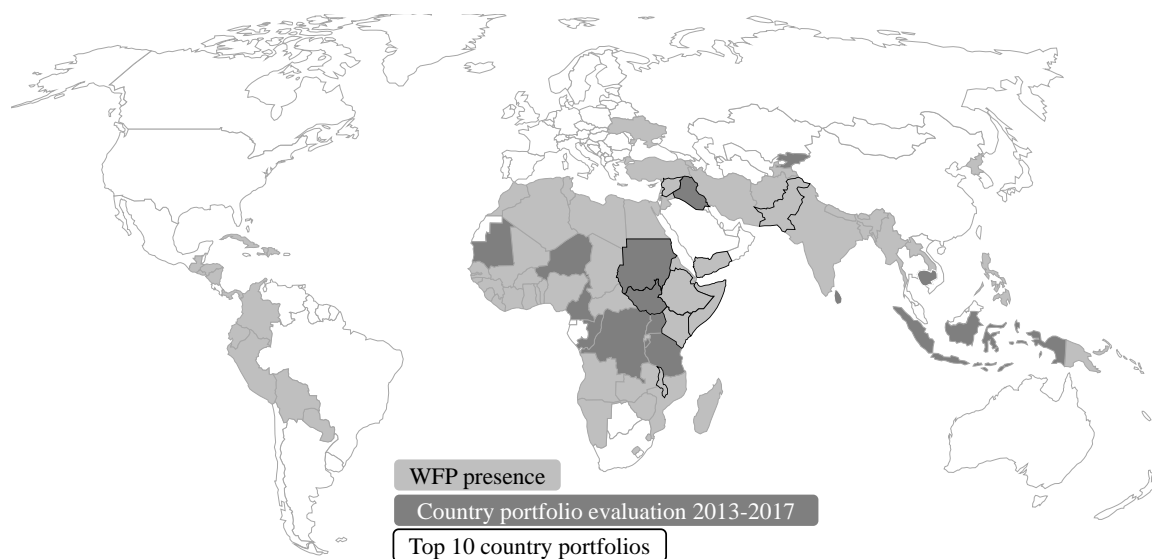 WFP presence
Country portfolio evaluation 2013-2017
Top 10 country portfolios